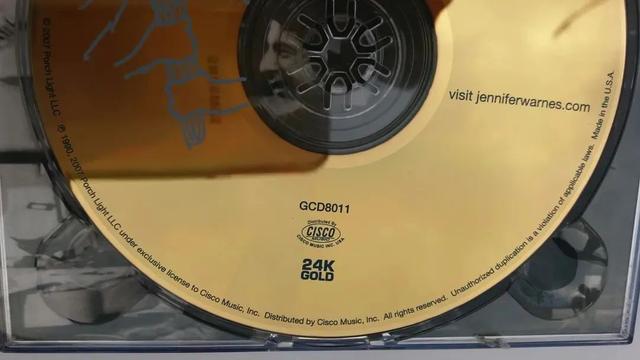 visit jenniferwarnes.com
GCD8011
Distributed By
CISCO
MUSIC INC. USA
24K
GOLD
© 2007 Porch Light LLC ℗ 1990, 2007 Porch Light LLC under exclusive license to Cisco Music, Inc. Distributed by Cisco Music, Inc. All rights reserved. Unauthorized duplication is a violation of applicable laws. Made in the U.S.A.